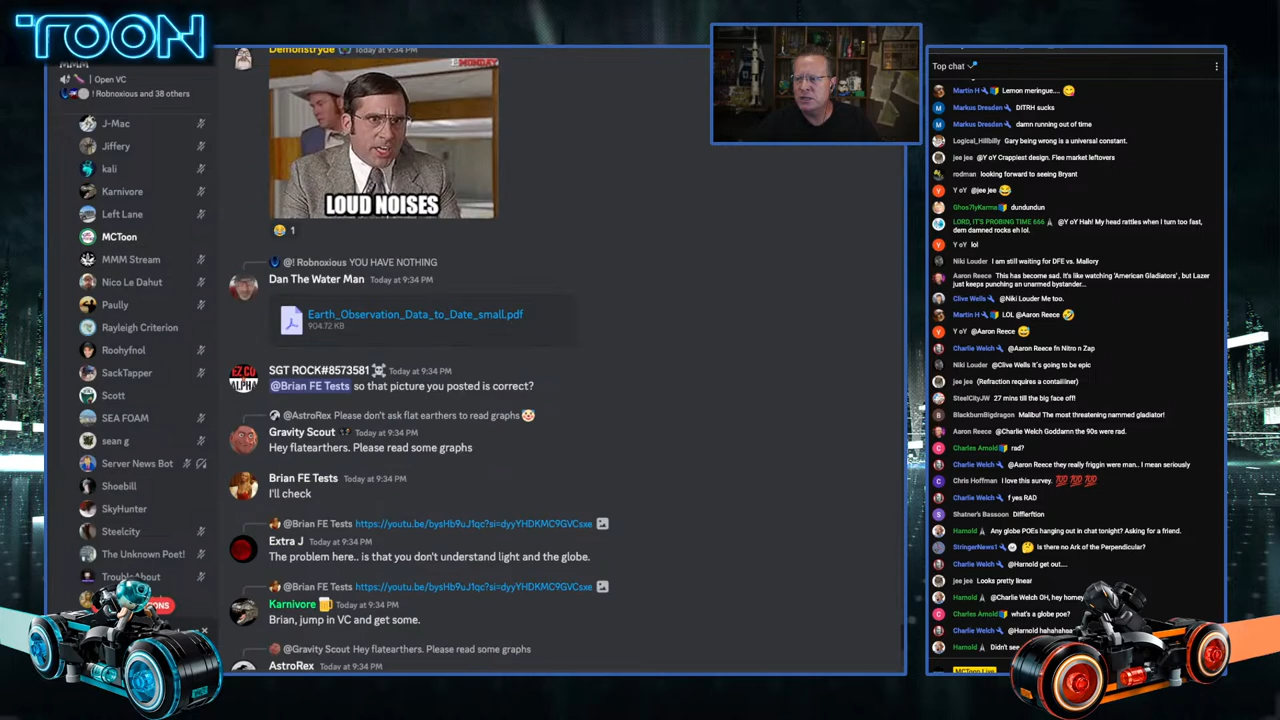 TOON
MMM
Open VC
! Robnoxious and 38 others
J-Mac
Jiffery
kali
Karnivore
Left Lane
MCToon
MMM Stream
Nico Le Dahut
Paully
Rayleigh Criterion
Roohyfnol
SackTapper
Scott
SEA FOAM
sean g
Server News Bot
Shoebill
SkyHunter
Steelcity
The Unknown Poet!
Demonstryde Today at 9:34 PM
MONDAY
LOUD NOISES
1
@! Robnoxious YOU HAVE NOTHING
Dan The Water Man Today at 9:34 PM
Earth_Observation_Data_to_Date_small.pdf
904.72 KB
SGT ROCK#8573581 Today at 9:34 PM
@Brian FE Tests so that picture you posted is correct?
@AstroRex Please don't ask flat earthers to read graphs
Gravity Scout Today at 9:34 PM
Hey flatearthers. Please read some graphs
Brian FE Tests Today at 9:34 PM
I'll check
@Brian FE Tests https://youtu.be/bysHb9uJ1qc?si=dyyYHDKMC9GVCsxe
Extra J Today at 9:34 PM
The problem here.. is that you don't understand light and the globe.
@Brian FE Tests https://youtu.be/bysHb9uJ1qc?si=dyyYHDKMC9GVCsxe
Karnivore Today at 9:34 PM
Brian, jump in VC and get some.
@Gravity Scout Hey flatearthers. Please read some graphs
AstroRex Today at 9:34 PM
Top chat
Martin H Lemon meringue....
Markus Dresden DITRH sucks
Markus Dresden damn running out of time
Logical_Hillbilly Gary being wrong is a universal constant.
jee jee @Y oY Crappiest design. Flee market leftovers
rodman looking forward to seeing Bryant
Y oY @jee jee
Ghos7lyKarma dundundun
LORD, IT'S PROBING TIME 666 @Y oY Hah! My head rattles when I turn too fast,
dem damned rocks eh lol.
Y oY lol
Niki Louder I am still waiting for DFE vs. Mallory
Aaron Reece This has become sad. It's like watching 'American Gladiators', but Lazer
just keeps punching an unarmed bystander...
Clive Wells @Niki Louder Me too.
Martin H LOL @Aaron Reece
Y oY @Aaron Reece
Charlie Welch @Aaron Reece fn Nitro n Zap
Niki Louder @Clive Wells It´s going to be epic
jee jee (Refraction requires a contaiiiner)
SteelCityJW 27 mins till the big face off!
BlackburnBigdragon Malibu! The most threatening nammed gladiator!
Aaron Reece @Charlie Welch Goddamn the 90s were rad.
Charles Arnold rad?
Charlie Welch @Aaron Reece they really friggin were man.. I mean seriously
Chris Hoffman I love this survey.
Charlie Welch f yes RAD
Shatner's Bassoon Differftion
Harnold Any globe POEs hanging out in chat tonight? Asking for a friend.
StringerNews1 Is there no Ark of the Perpendicular?
Charlie Welch @Harnold get out....
jee jee Looks pretty linear
Harnold @Charlie Welch OH, hey homey
Charles Arnold what's a globe poe?
Charlie Welch @Harnold hahahahaa
Harnold Didn't see
MCToon Live